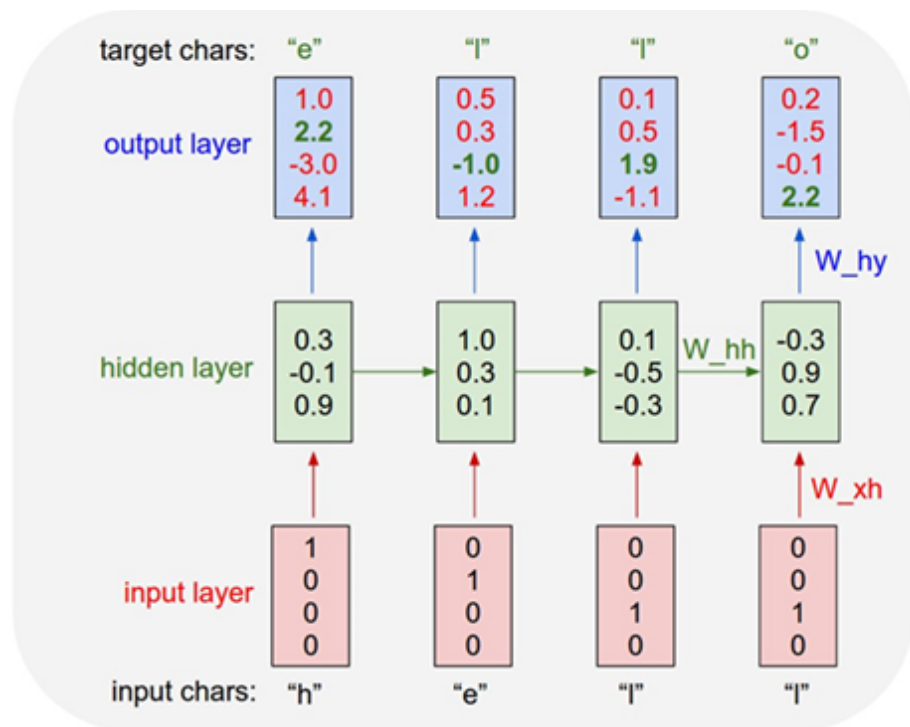 target chars: “e” “l” “l” “o”
1.0 0.5 0.1 0.2
2.2 0.3 0.5 -1.5
output layer -3.0 -1.0 1.9 -0.1
4.1 1.2 -1.1 2.2
W_hy
0.3 1.0 0.1 W_hh -0.3
hidden layer -0.1 0.3 -0.5 0.9
0.9 0.1 -0.3 0.7
W_xh
1 0 0 0
0 1 0 0
input layer 0 0 1 1
0 0 0 0
input chars: “h” “e” “l” “l”